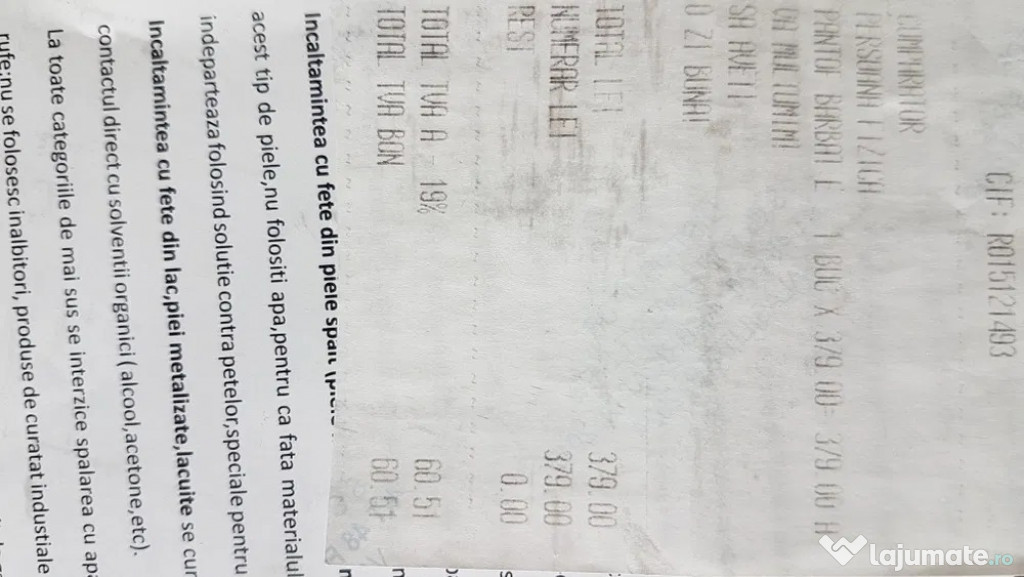 CIF: RO15121493
CUMPARATOR
PERSOANA FIZICA
PANTOF BARBATE 1 BUC X 379.00= 379.00 A
CA MULTUMIM
SA AVETI
O ZI BUNA!
TOTAL LEI 379.00
NUMERAR LEI 379.00
REST 0.00
TOTAL TVA A - 19% 60.51
TOTAL TVA BON 60.51
Incaltamintea cu fete din piele span
acest tip de piele,nu folositi apa,pentru ca fata materialul
indeparteaza folosind solutie contra petelor,speciale pentru
Incaltamintea cu fete din lac,piei metalizate,lacuite se cur
contactul direct cu solventii organici ( alcool,acetone,etc).
La toate categoriile de mai sus se interzice spalarea cu apa
rufe;nu se folosesc inalbitori, produse de curatat industiale
lajumate.ro